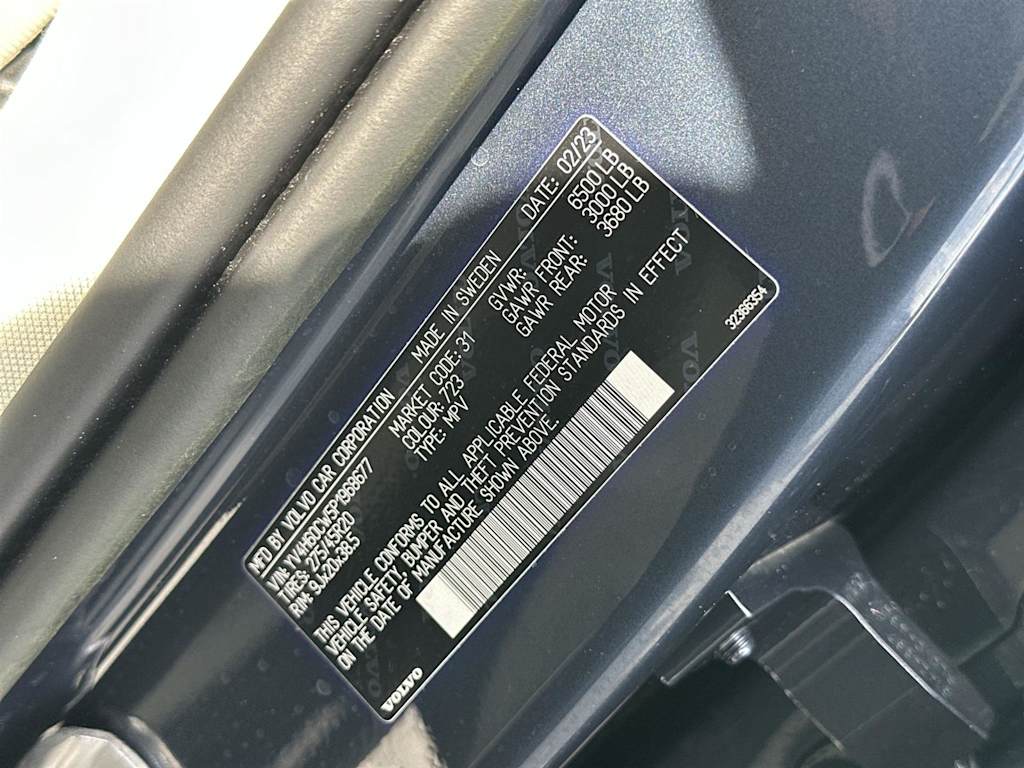 MFD BY VOLVO CAR CORPORATION MADE IN SWEDEN DATE: 02/23
VIN: YV4H60CW5P1968677 MARKET CODE: 31 GVWR: 6500 LB
TIRES: 275/45R20 COLOUR: 723 GAWR FRONT: 3000 LB
RIM: 9Jx20x38.5 TYPE: MPV GAWR REAR: 3680 LB
THIS VEHICLE CONFORMS TO ALL APPLICABLE FEDERAL MOTOR
VEHICLE SAFETY BUMPER AND THEFT PREVENTION STANDARDS IN EFFECT
ON THE DATE OF MANUFACTURE SHOWN ABOVE.
VOLVO
32366354